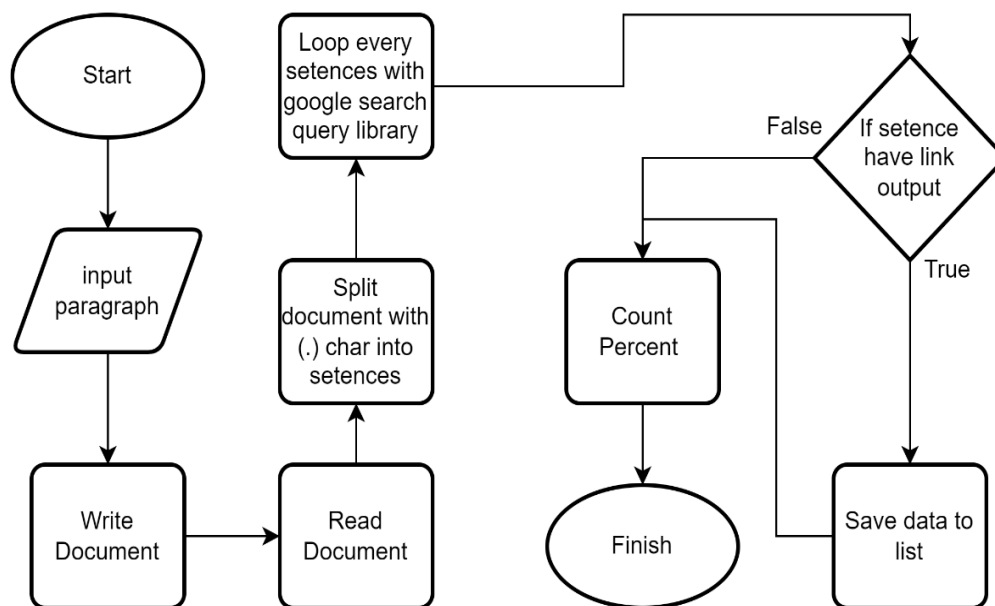 Start
input
paragraph
Write
Document
Read
Document
Split
document with
(.) char into
setences
Loop every
setences with
google search
query library
If setence
have link
output
False
True
Save data to
list
Count
Percent
Finish